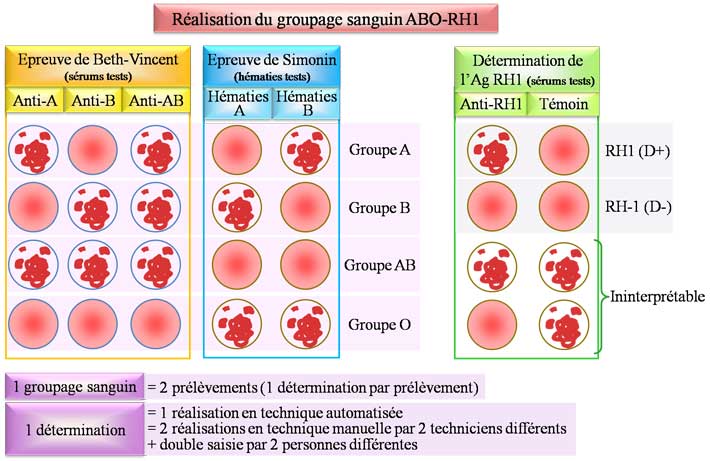 Réalisation du groupage sanguin ABO-RH1
Epreuve de Beth-Vincent
(sérums tests)
Anti-A Anti-B Anti-AB
Epreuve de Simonin
(hématies tests)
Hématies A Hématies B
Détermination de
l'Ag RH1 (sérums tests)
Anti-RH1 Témoin
Groupe A
RH1 (D+)
Groupe B
RH-1 (D-)
Groupe AB
Ininterprétable
Groupe O
1 groupage sanguin = 2 prélèvements (1 détermination par prélèvement)
1 détermination
= 1 réalisation en technique automatisée
= 2 réalisations en technique manuelle par 2 techniciens différents
+ double saisie par 2 personnes différentes